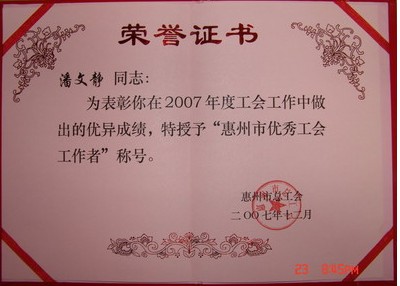 荣誉证书
潘文静 同志：
为表彰你在2007年度工会工作中做
出的优异成绩，特授予“惠州市优秀工会
工作者”称号。
惠州市总工会
二〇〇七年十二月